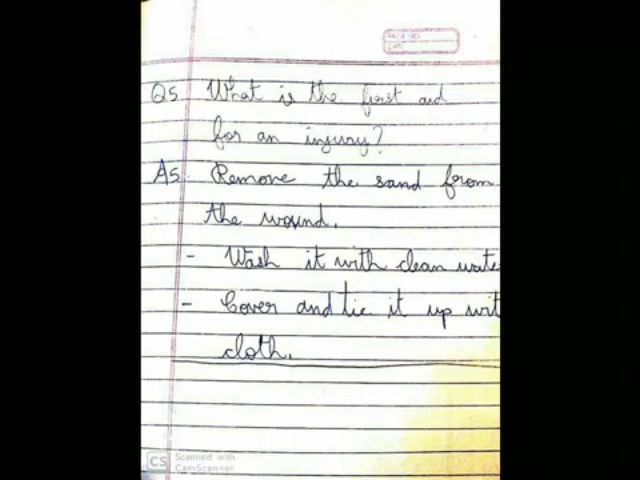 Q5 What is the first aid
for an injury?
A5. Remove the sand from
the wound.
- Wash it with clean wate
- Cover and tie it up wit
cloth.
CS Scanned with
CamScanner